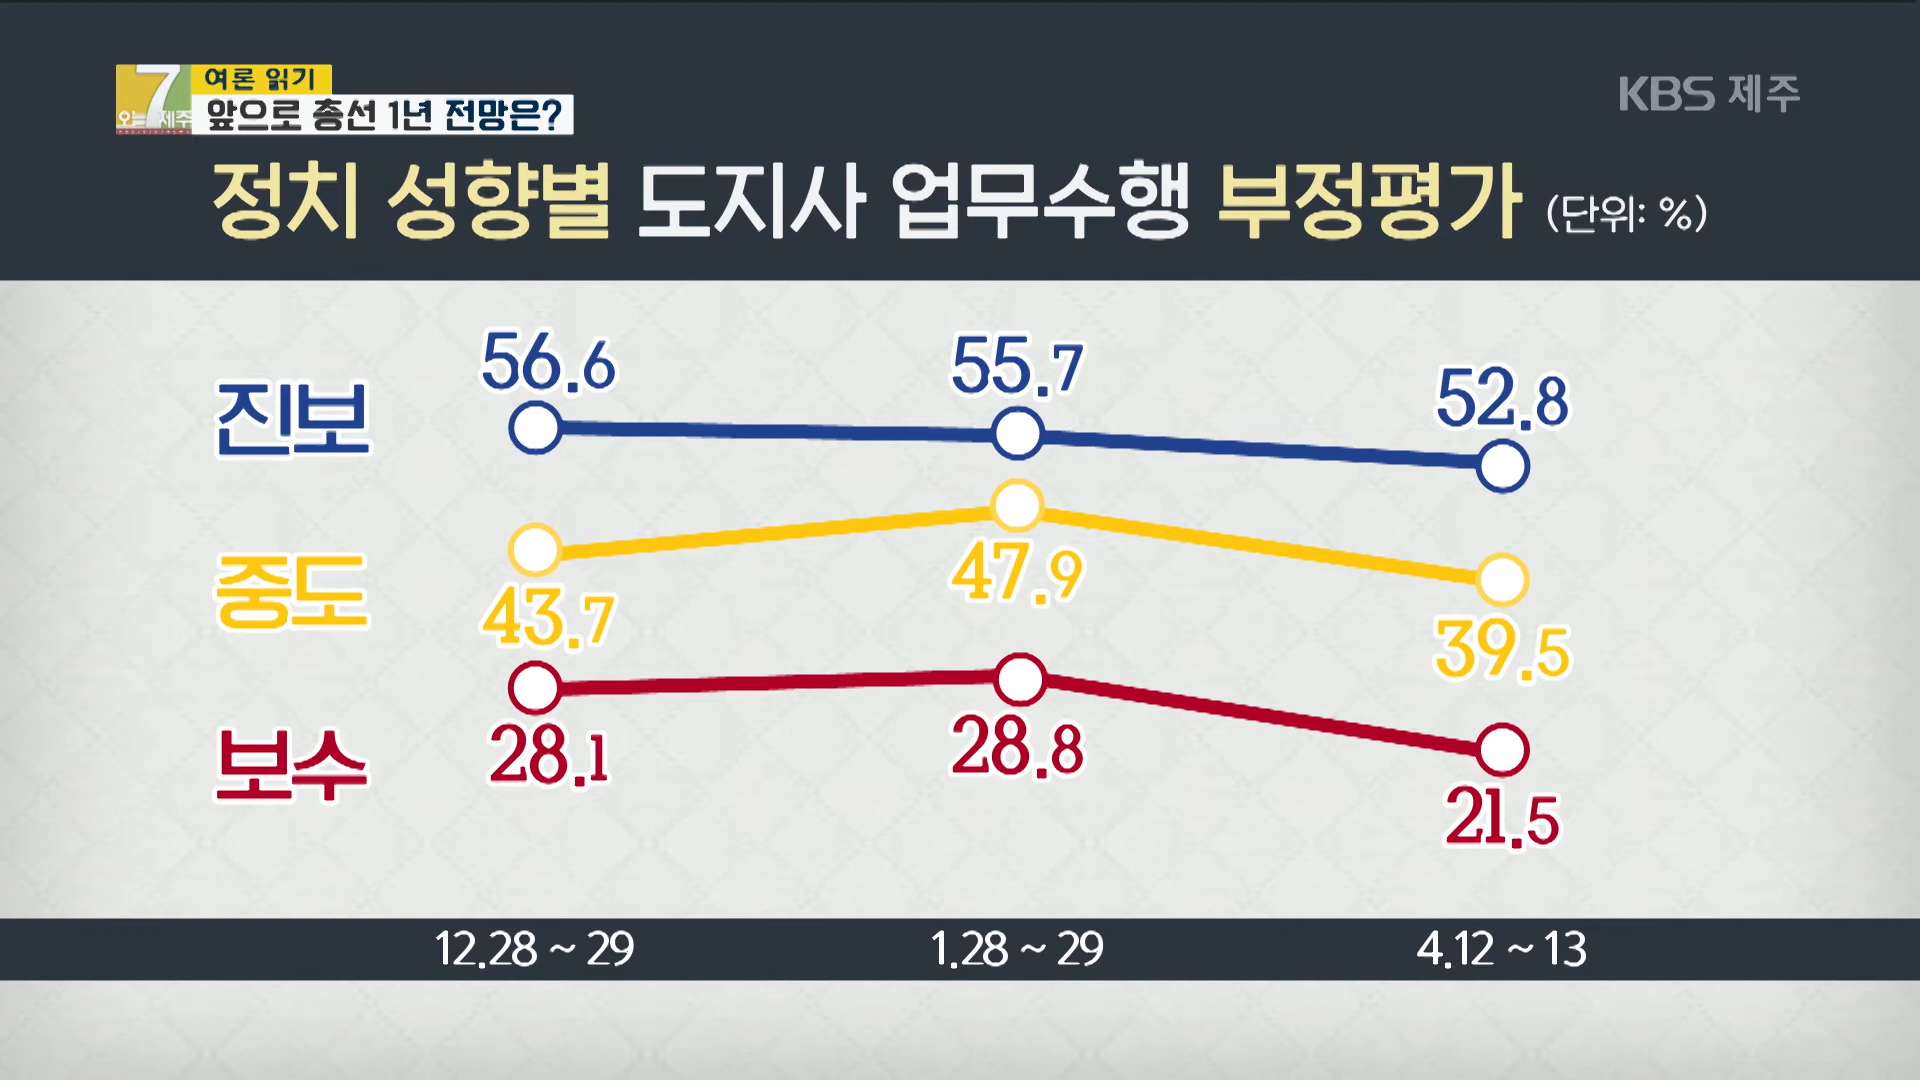 7
오늘 제주
여론 읽기
앞으로 총선 1년 전망은?
KBS 제주
정치 성향별 도지사 업무수행 부정평가 (단위: %)
진보
56.6
55.7
52.8
중도
43.7
47.9
39.5
보수
28.1
28.8
21.5
12.28 ~ 29
1.28 ~ 29
4.12 ~ 13